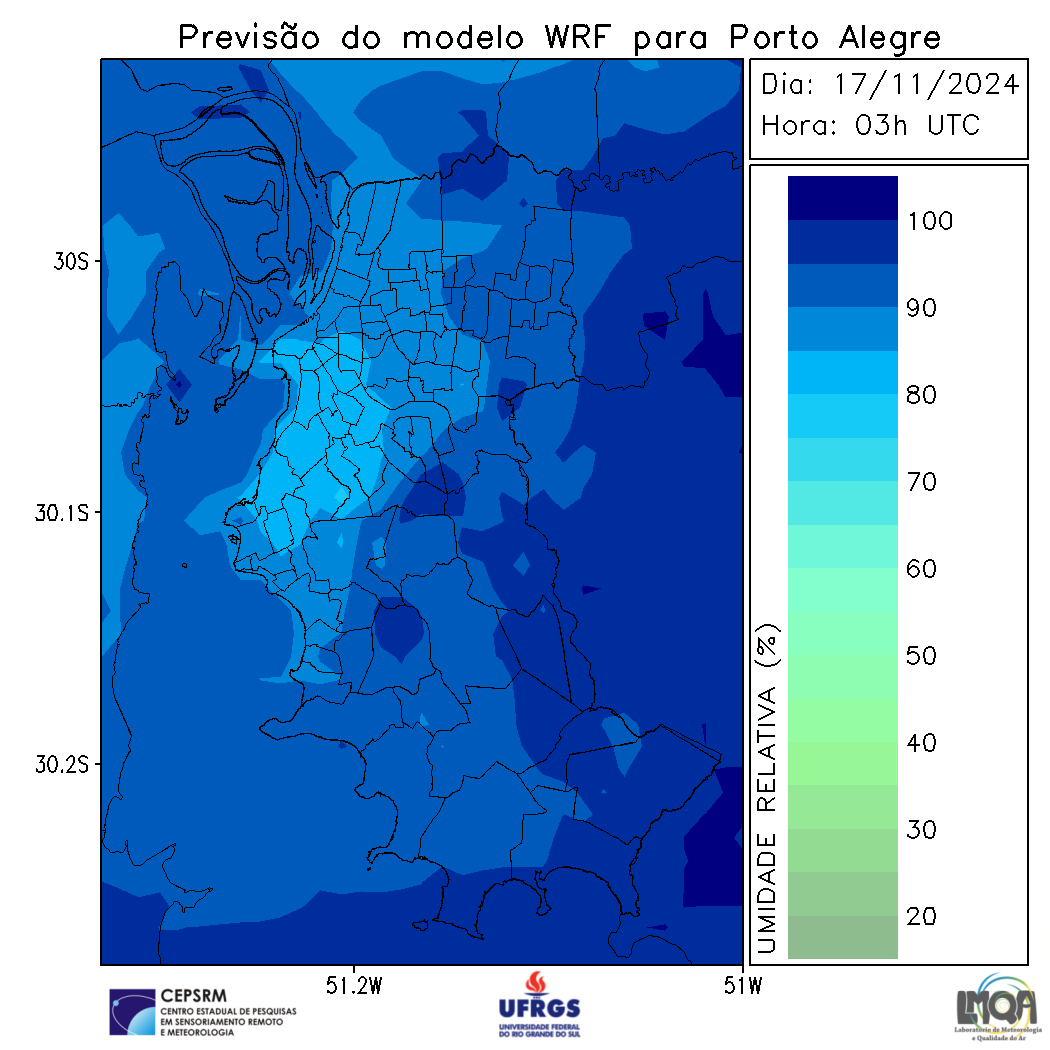 Previsão do modelo WRF para Porto Alegre
Dia: 17/11/2024
Hora: 03h UTC
30S
30.1S
30.2S
51.2W
51W
100
90
80
70
60
50
40
30
20
UMIDADE RELATIVA (%)
CEPSRM
CENTRO ESTADUAL DE PESQUISAS
EM SENSORIAMENTO REMOTO
E METEOROLOGIA
UFRGS
UNIVERSIDADE FEDERAL
DO RIO GRANDE DO SUL
LMQA
Laboratório de Meteorologia
e Qualidade do Ar